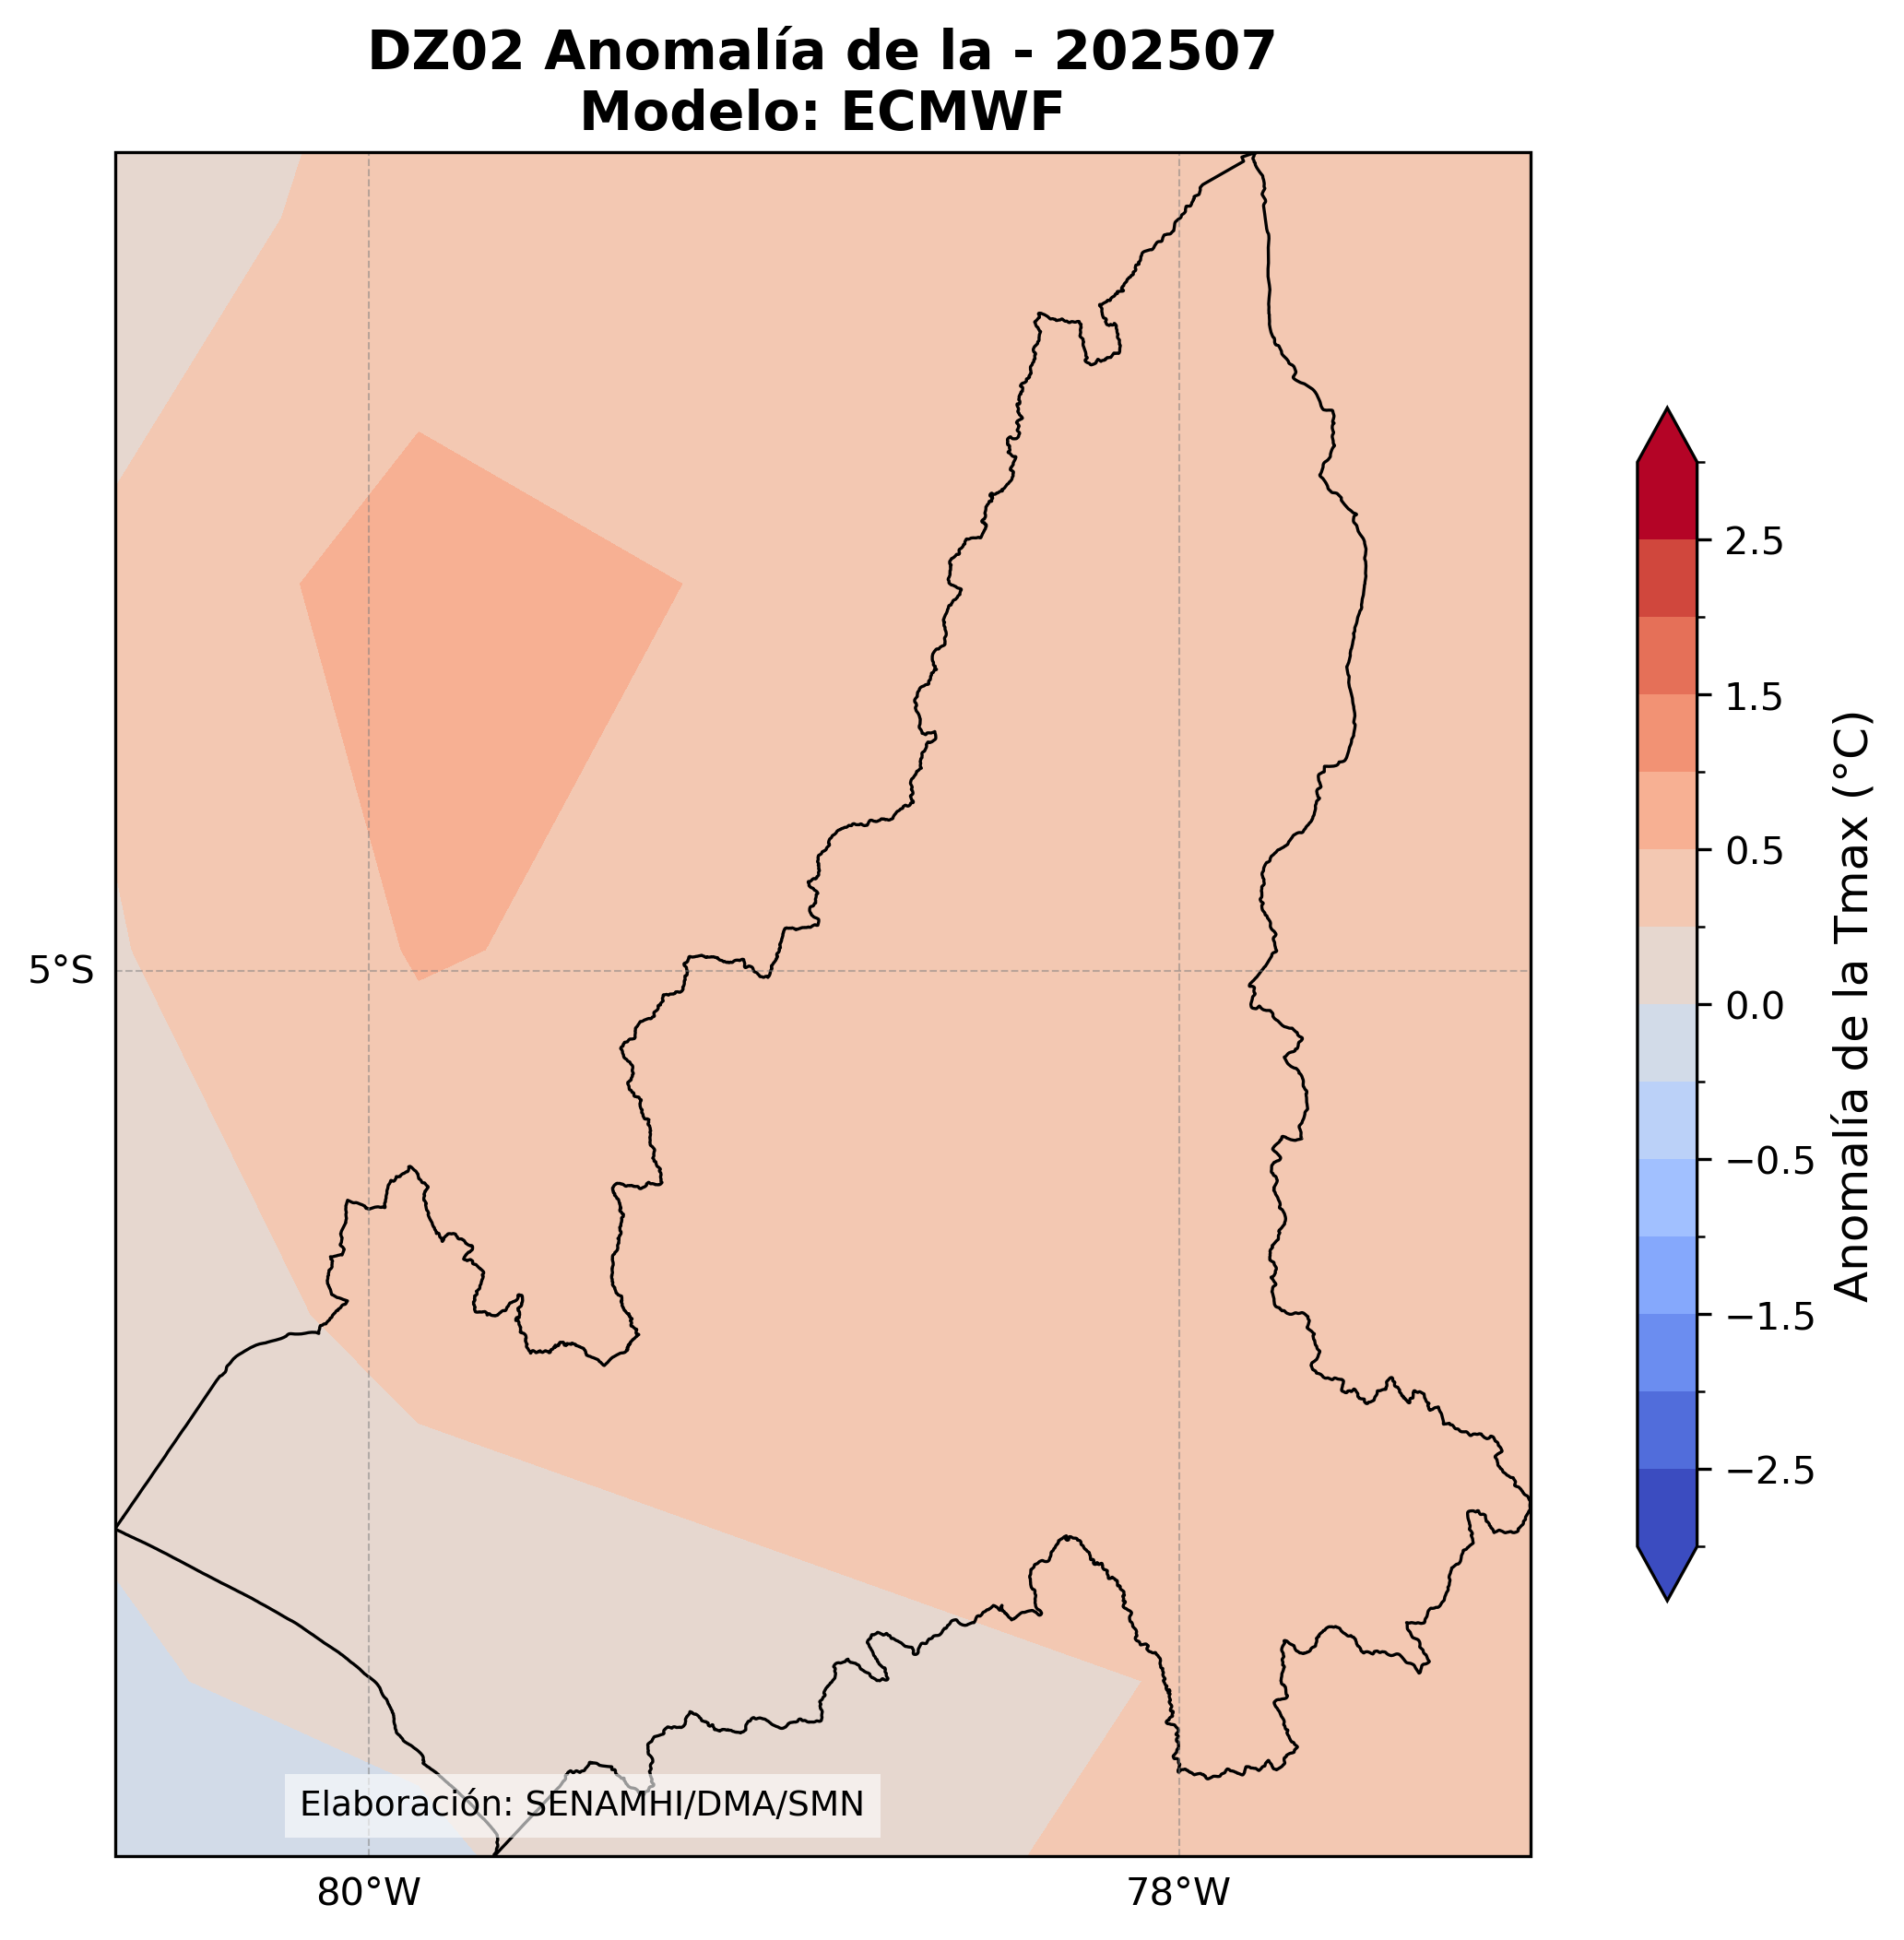 DZ02 Anomalía de la - 202507
Modelo: ECMWF
2.5
1.5
0.5
0.0
−0.5
−1.5
−2.5
Anomalía de la Tmax (°C)
5°S
Elaboración: SENAMHI/DMA/SMN
80°W
78°W